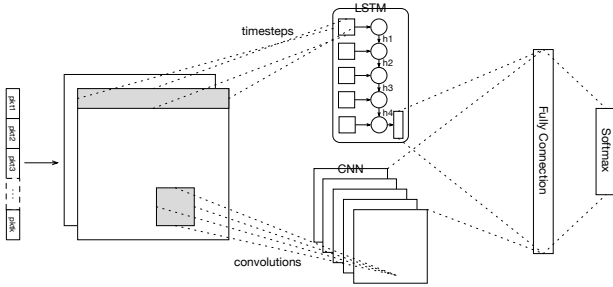 LSTM
timesteps
h1
h2
h3
h4
pkt1
pkt2
pkt3
...
pktk
CNN
convolutions
Fully Connection
Softmax